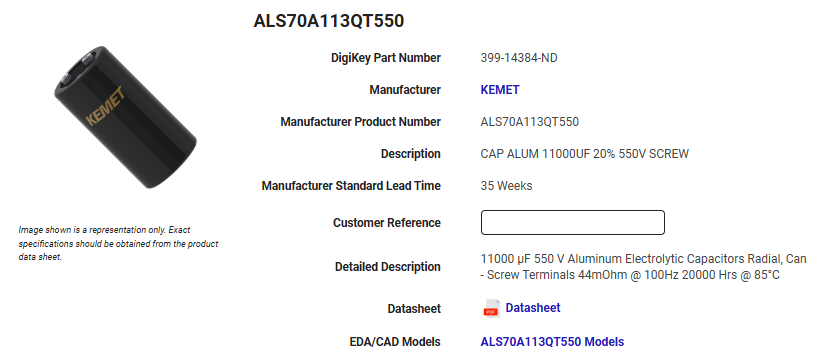 ALS70A113QT550
KEMET
DigiKey Part Number 399-14384-ND
Manufacturer KEMET
Manufacturer Product Number ALS70A113QT550
Description CAP ALUM 11000UF 20% 550V SCREW
Manufacturer Standard Lead Time 35 Weeks
Image shown is a representation only. Exact
specifications should be obtained from the product
data sheet.
Customer Reference
Detailed Description 11000 µF 550 V Aluminum Electrolytic Capacitors Radial, Can
- Screw Terminals 44mOhm @ 100Hz 20000 Hrs @ 85°C
Datasheet PDF Datasheet
EDA/CAD Models ALS70A113QT550 Models